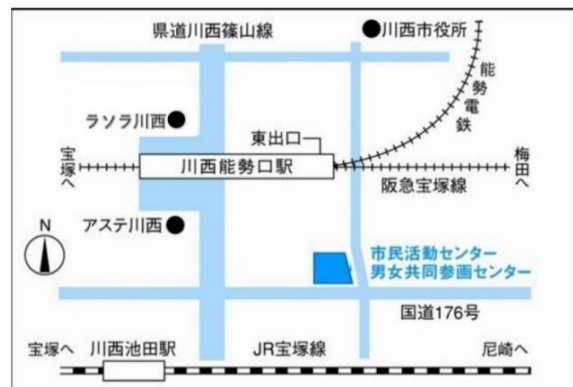 県道川西篠山線
川西市役所
能勢電鉄
ラソラ川西
東出口
宝塚へ
川西能勢口駅
梅田へ
阪急宝塚線
アステ川西
N
市民活動センター
男女共同参画センター
国道176号
宝塚へ
川西池田駅
JR宝塚線
尼崎へ